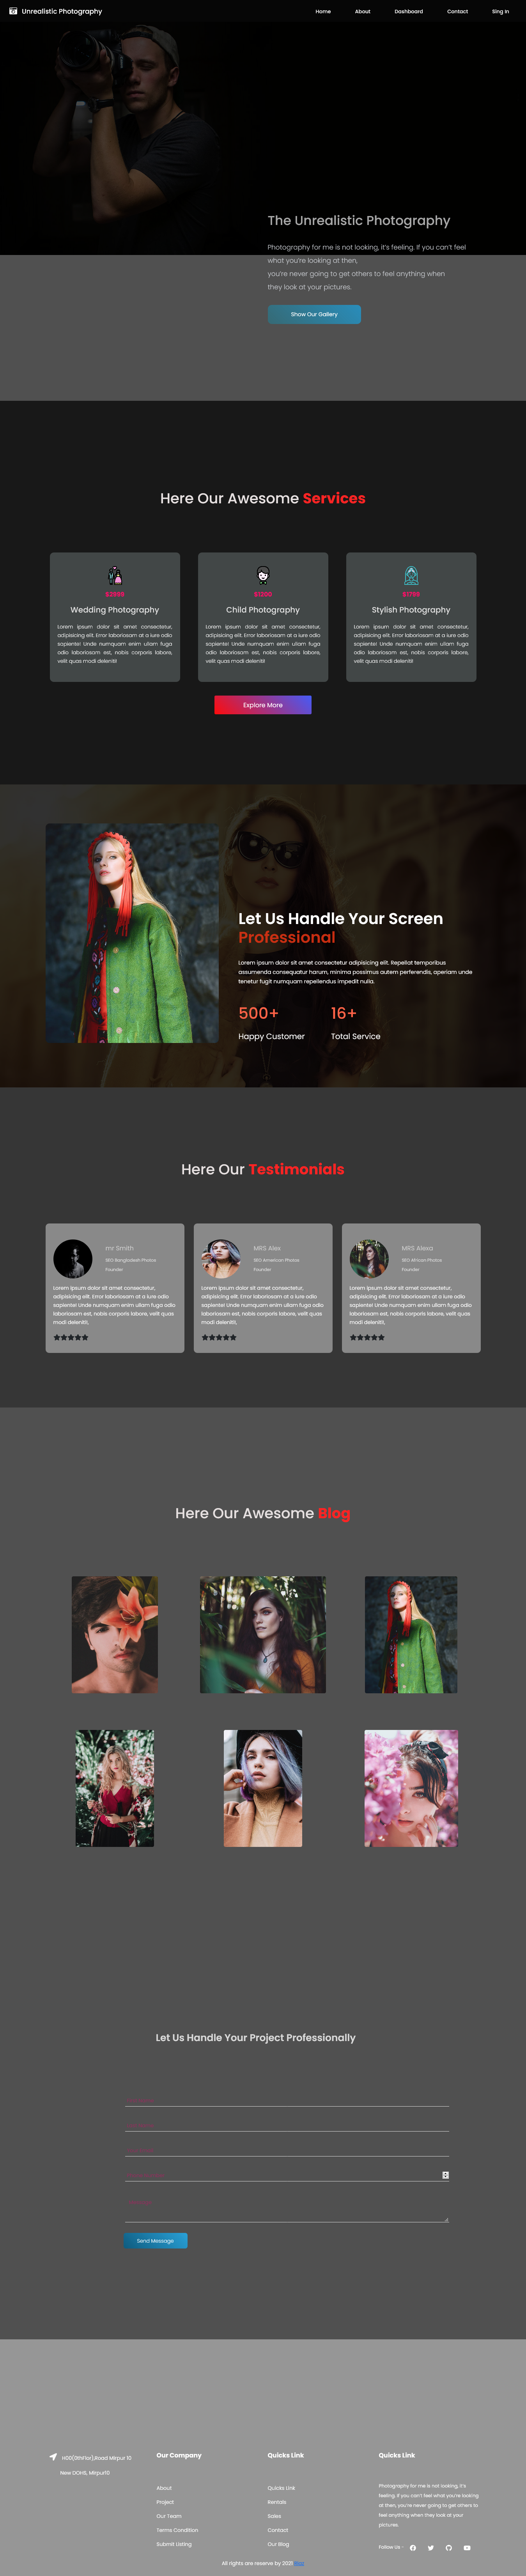 Unrealistic Photography
Home About Dashboard Contact Sing In
The Unrealistic Photography
Photography for me is not looking, it's feeling. If you can't feel
what you're looking at then,
you're never going to get others to feel anything when
they look at your pictures.
Show Our Gallery
Here Our Awesome Services
$1200
Wedding Photography
Child Photography
Stylish Photography
Lorem ipsum dolor sit amet consectetur,
adipisicing elit. Error laboriosam at a iure odio
sapiente! Unde numquam enim ullam fuga
odio laboriosam est, nobis corporis labore,
velit quas modi deleniti!
Lorem ipsum dolor sit amet consectetur,
adipisicing elit. Error laboriosam at a iure odio
sapiente! Unde numquam enim ullam fuga
odio laboriosam est, nobis corporis labore,
velit quas modi deleniti!
Lorem ipsum dolor sit amet consectetur,
adipisicing elit. Error laboriosam at a iure odio
sapiente! Unde numquam enim ullam fuga
odio laboriosam est, nobis corporis labore,
velit quas modi deleniti!
Explore More
Let Us Handle Your Screen
Professional
Lorem ipsum dolor sit amet consectetur adipisicing elit. Repellat temporibus
assumenda consequatur harum, minima possimus autem perferendis, aperiam unde
tenetur fugit numquam repellendus impedit nulla.
500+
Happy Customer
16+
Total Service
Here Our Testimonials
mr Smith
SEO Bangladesh Photos
Founder
Lorem ipsum dolor sit amet consectetur,
adipisicing elit. Error laboriosam at a iure odio
sapiente! Unde numquam enim ullam fuga odio
laboriosam est, nobis corporis labore, velit quas
modi deleniti!,
MRS Alex
SEO American Photos
Founder
Lorem ipsum dolor sit amet consectetur,
adipisicing elit. Error laboriosam at a iure odio
sapiente! Unde numquam enim ullam fuga odio
laboriosam est, nobis corporis labore, velit quas
modi deleniti!,
MRS Alexa
SEO African Photos
Founder
Lorem ipsum dolor sit amet consectetur,
adipisicing elit. Error laboriosam at a iure odio
sapiente! Unde numquam enim ullam fuga odio
laboriosam est, nobis corporis labore, velit quas
modi deleniti!,
Here Our Awesome Blog
Let Us Handle Your Project Professionally
Send Message
Road Mirpur 10
New DOHS, Mirpur10
Our Company
About
Project
Our Team
Terms Condition
Submit Listing
Quicks Link
Quicks Link
Rentals
Sales
Contact
Our Blog
Quicks Link
Photography for me is not looking, it's
feeling. If you can't feel what you're looking
at then, you're never going to get others to
feel anything when they look at your
pictures.
Follow Us -
All rights are reserve by 2021